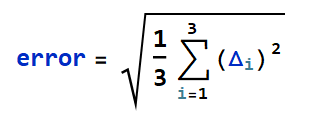 error = √(1/3 ∑_{i=1}^{3} (Δ_i)^2)